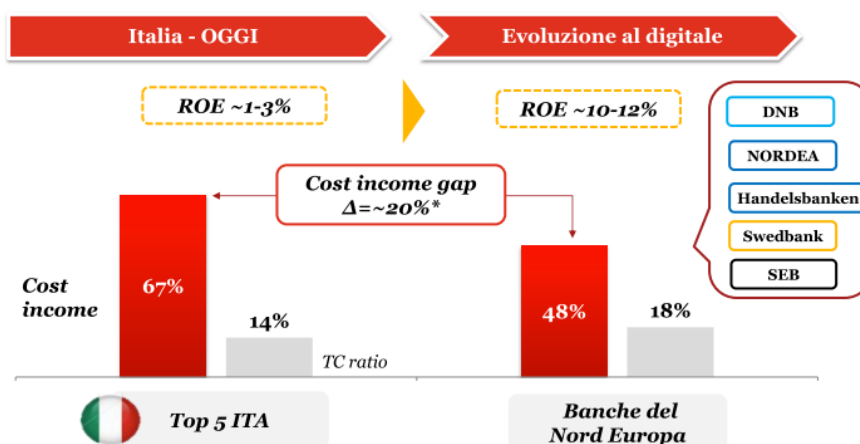 Italia - OGGI
Evoluzione al digitale
ROE ~1-3%
ROE ~10-12%
DNB
NORDEA
Handelsbanken
Swedbank
SEB
Cost income gap
Δ=~20%*
Cost
income
67%
14%
TC ratio
48%
18%
Top 5 ITA
Banche del
Nord Europa